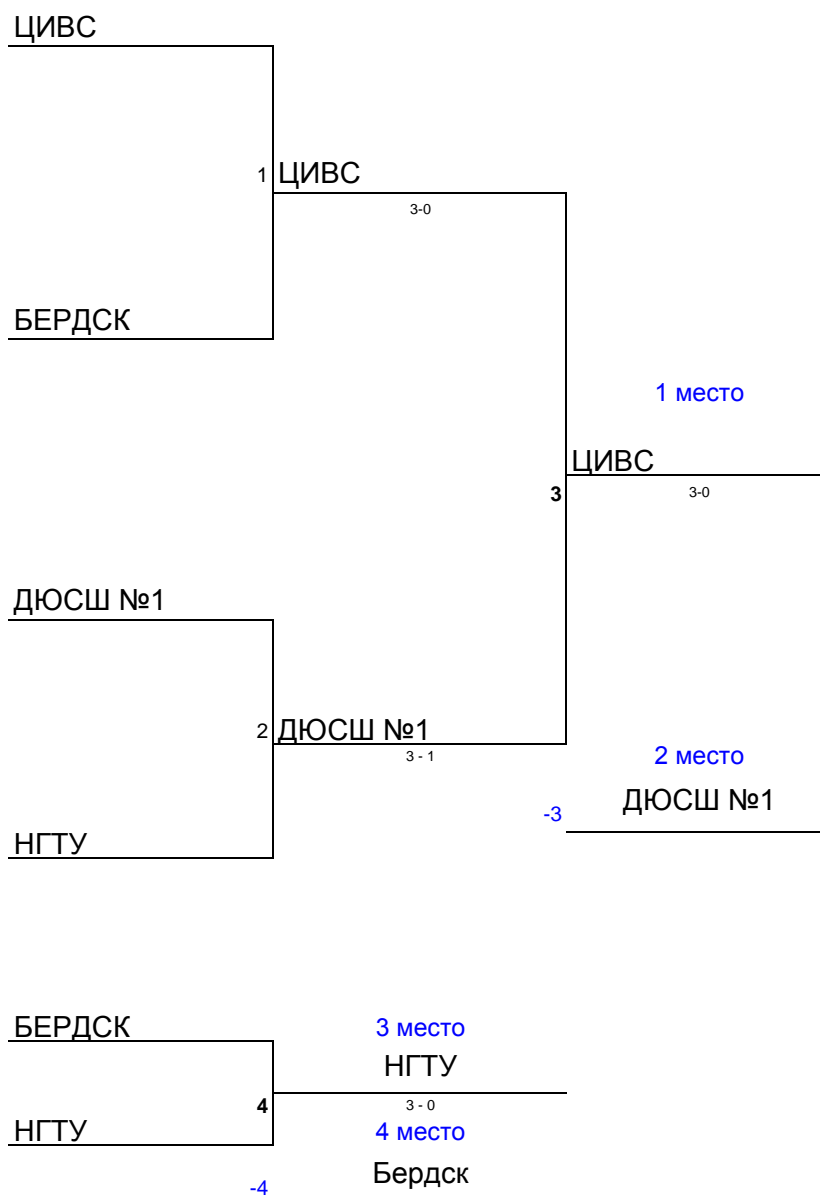 ЦИВС
1 ЦИВС
3-0
БЕРДСК
1 место
ЦИВС
3
3-0
ДЮСШ №1
2 ДЮСШ №1
3 - 1
2 место
ДЮСШ №1
-3
НГТУ
БЕРДСК
3 место
НГТУ
4
3 - 0
НГТУ
4 место
Бердск
-4